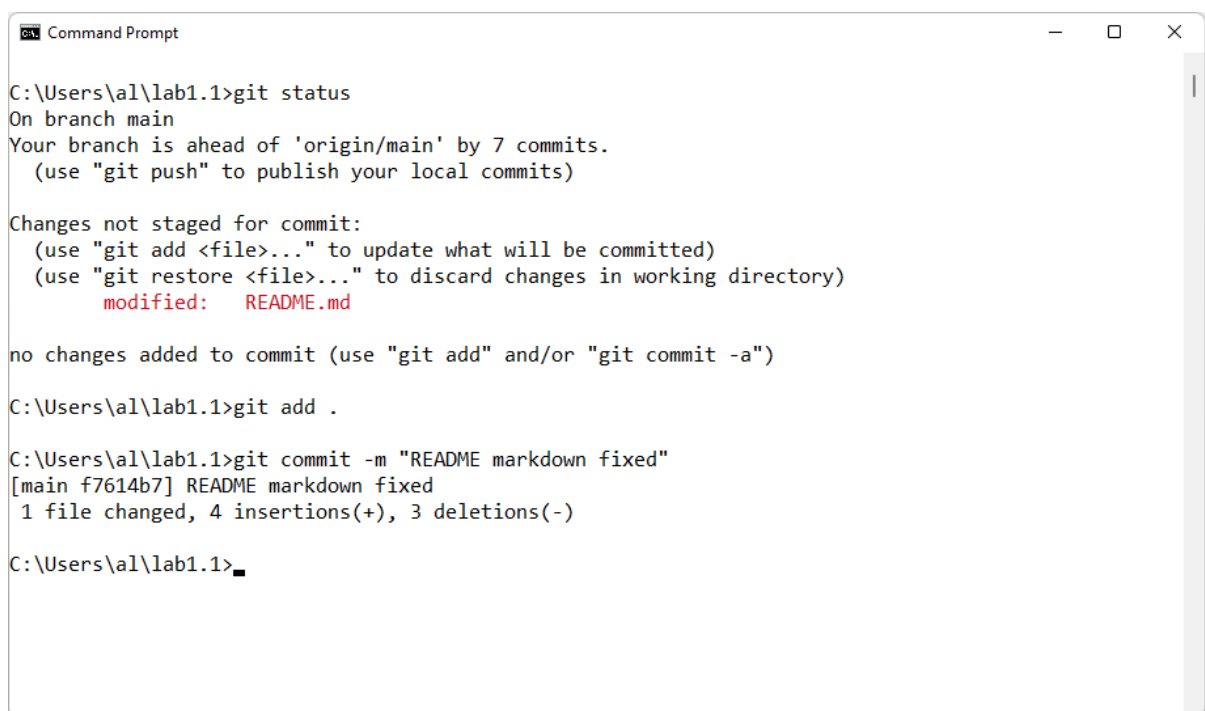 Command Prompt
C:\Users\al\lab1.1>git status
On branch main
Your branch is ahead of 'origin/main' by 7 commits.
  (use "git push" to publish your local commits)
Changes not staged for commit:
  (use "git add <file>..." to update what will be committed)
  (use "git restore <file>..." to discard changes in working directory)
        modified:   README.md
no changes added to commit (use "git add" and/or "git commit -a")
C:\Users\al\lab1.1>git add .
C:\Users\al\lab1.1>git commit -m "README markdown fixed"
[main f7614b7] README markdown fixed
 1 file changed, 4 insertions(+), 3 deletions(-)
C:\Users\al\lab1.1>